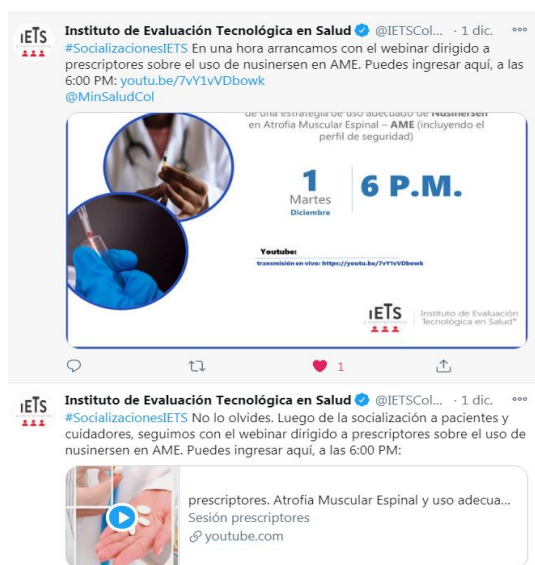 IETS
Instituto de Evaluación Tecnológica en Salud @IETSCol... · 1 dic.
#SocializacionesIETS En una hora arrancamos con el webinar dirigido a
prescriptores sobre el uso de nusinersen en AME. Puedes ingresar aquí, a las
6:00 PM: youtu.be/7vY1vVDbowk
@MinSaludCol
de una estrategia de uso adecuado de Nusinersen
en Atrofia Muscular Espinal – AME (incluyendo el
perfil de seguridad)
1
Martes
Diciembre
6 P.M.
Youtube:
transmisión en vivo: https://youtu.be/7vY1vVDbowk
IETS
Instituto de Evaluación
Tecnológica en Salud®
1
IETS
Instituto de Evaluación Tecnológica en Salud @IETSCol... · 1 dic.
#SocializacionesIETS No lo olvides. Luego de la socialización a pacientes y
cuidadores, seguimos con el webinar dirigido a prescriptores sobre el uso de
nusinersen en AME. Puedes ingresar aquí, a las 6:00 PM:
prescriptores. Atrofia Muscular Espinal y uso adecua...
Sesión prescriptores
youtube.com